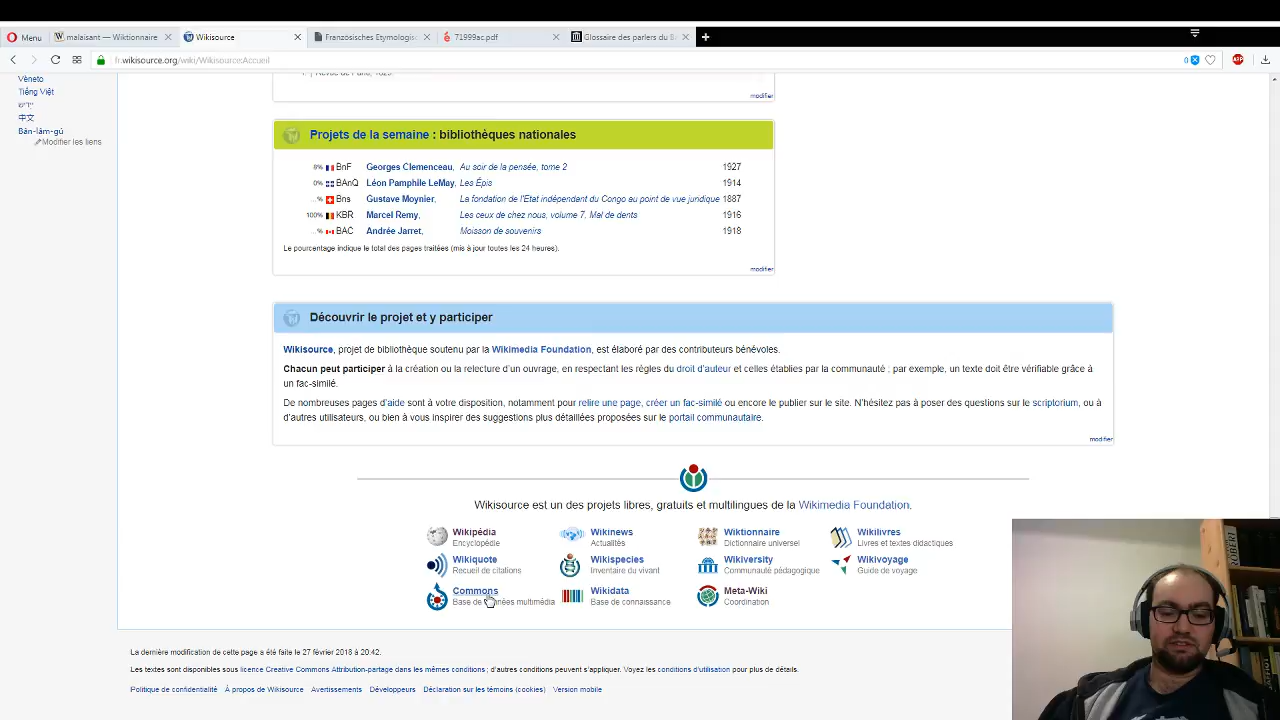 Menu
malaisant — Wiktionnaire
Wikisource
Französisches Etymologisc
71999ac.pdf
Glossaire des parlers du B
fr.wikisource.org/wiki/Wikisource:Accueil
0
ABP
Vèneto
Tiếng Việt
ייִדיש
中文
Bân-lâm-gú
Modifier les liens
modifier
Projets de la semaine : bibliothèques nationales
BnF Georges Clemenceau, Au soir de la pensée, tome 2 1927
0% BAnQ Léon Pamphile LeMay, Les Épis 1914
...% Bns Gustave Moynier, La fondation de l'Etat indépendant du Congo au point de vue juridique 1887
100% KBR Marcel Remy, Les ceux de chez nous, volume 7, Mal de dents 1916
...% BAC Andrée Jarret, Moisson de souvenirs 1918
Le pourcentage indique le total des pages traitées (mis à jour toutes les 24 heures).
modifier
Découvrir le projet et y participer
Wikisource, projet de bibliothèque soutenu par la Wikimedia Foundation, est élaboré par des contributeurs bénévoles.
Chacun peut participer à la création ou la relecture d'un ouvrage, en respectant les règles du droit d'auteur et celles établies par la communauté ; par exemple, un texte doit être vérifiable grâce à
un fac-similé.
De nombreuses pages d'aide sont à votre disposition, notamment pour relire une page, créer un fac-similé ou encore le publier sur le site. N'hésitez pas à poser des questions sur le scriptorium, ou à
d'autres utilisateurs, ou bien à vous inspirer des suggestions plus détaillées proposées sur le portail communautaire.
modifier
Wikisource est un des projets libres, gratuits et multilingues de la Wikimedia Foundation.
Wikipédia Wikinews Wiktionnaire Wikilivres
Encyclopédie Actualités Dictionnaire universel Livres et textes didactiques
Wikiquote Wikispecies Wikiversity Wikivoyage
Recueil de citations Inventaire du vivant Communauté pédagogique Guide de voyage
Commons Wikidata Meta-Wiki
Base de données multimédia Base de connaissance Coordination
La dernière modification de cette page a été faite le 27 février 2018 à 20:42.
Les textes sont disponibles sous licence Creative Commons Attribution-partage dans les mêmes conditions ; d'autres conditions peuvent s'appliquer. Voyez les conditions d'utilisation pour plus de détails.
Politique de confidentialité À propos de Wikisource Avertissements Développeurs Déclaration sur les témoins (cookies) Version mobile